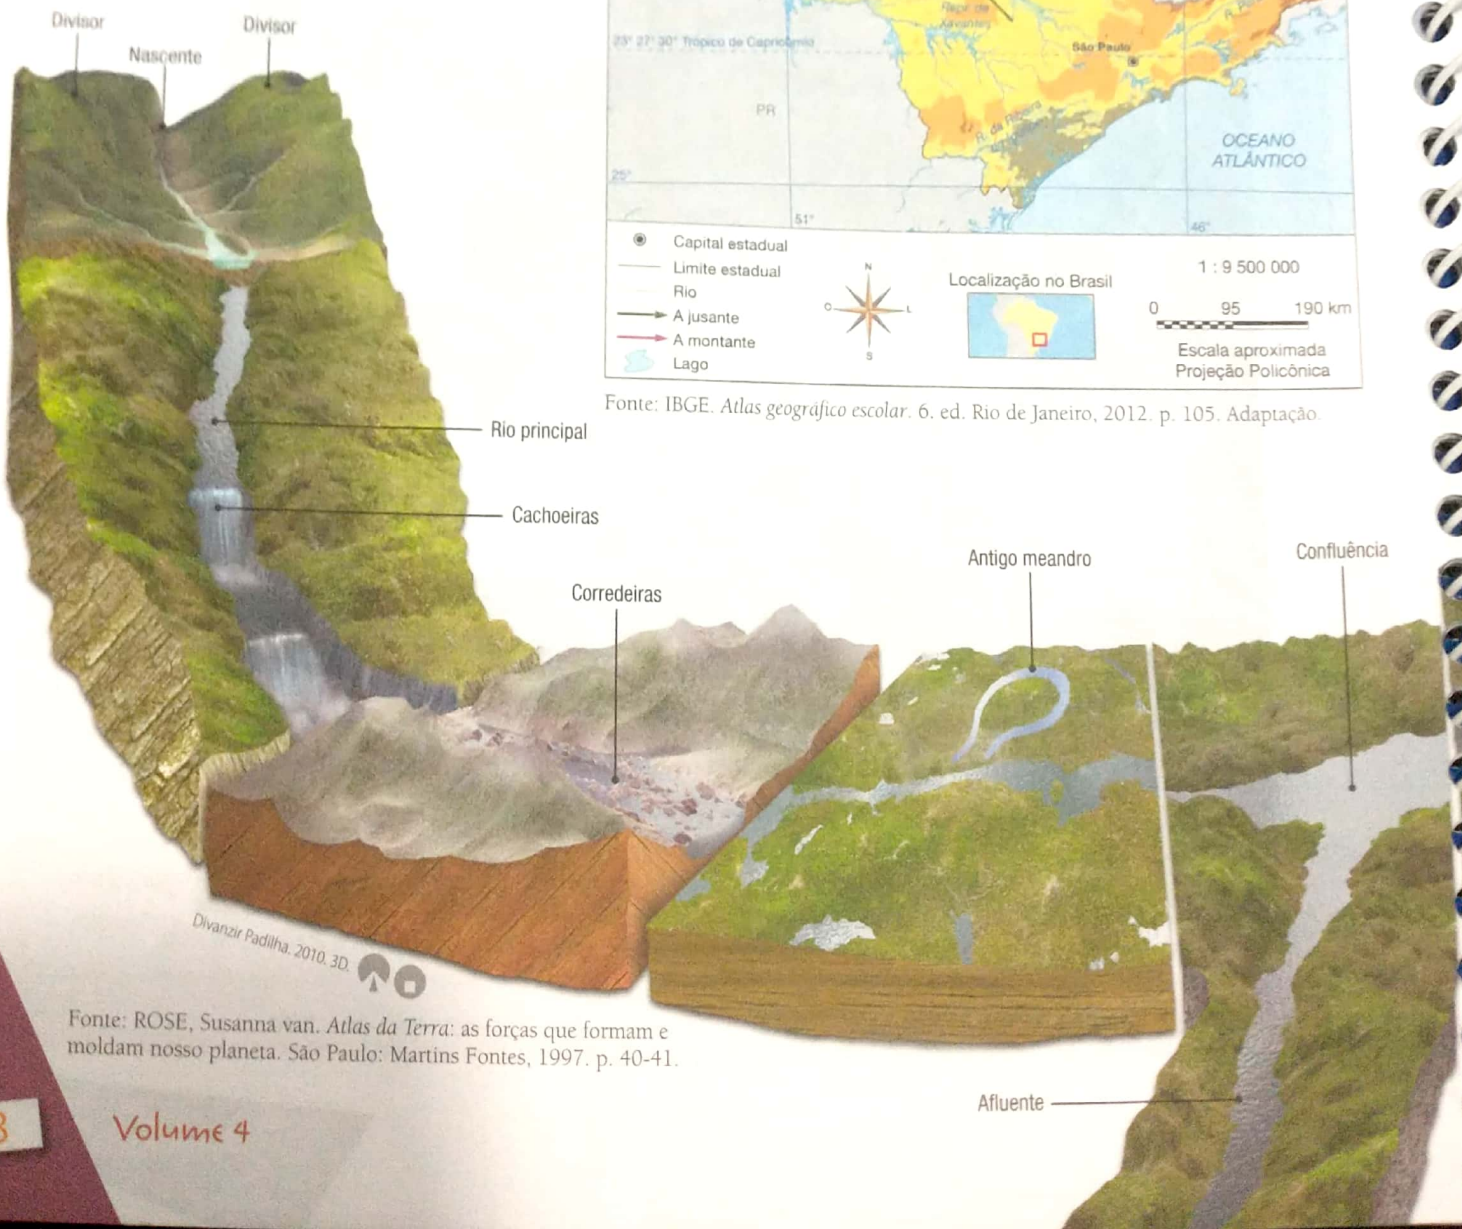 Divisor
Nascente
Divisor
Rio principal
Cachoeiras
Corredeiras
Antigo meandro
Confluência
Afluente
Divanzir Padilha. 2010. 3D.
Fonte: ROSE, Susanna van. Atlas da Terra: as forças que formam e
moldam nosso planeta. São Paulo: Martins Fontes, 1997. p. 40-41.
Volume 4
23° 27' 30" Trópico de Capricórnio
São Paulo
PR
R. da Ribeira
OCEANO
ATLÂNTICO
25°
51°
46°
Capital estadual
Limite estadual
Rio
A jusante
A montante
Lago
N
O
L
S
Localização no Brasil
1 : 9 500 000
0 95 190 km
Escala aproximada
Projeção Policônica
Fonte: IBGE. Atlas geográfico escolar. 6. ed. Rio de Janeiro, 2012. p. 105. Adaptação.